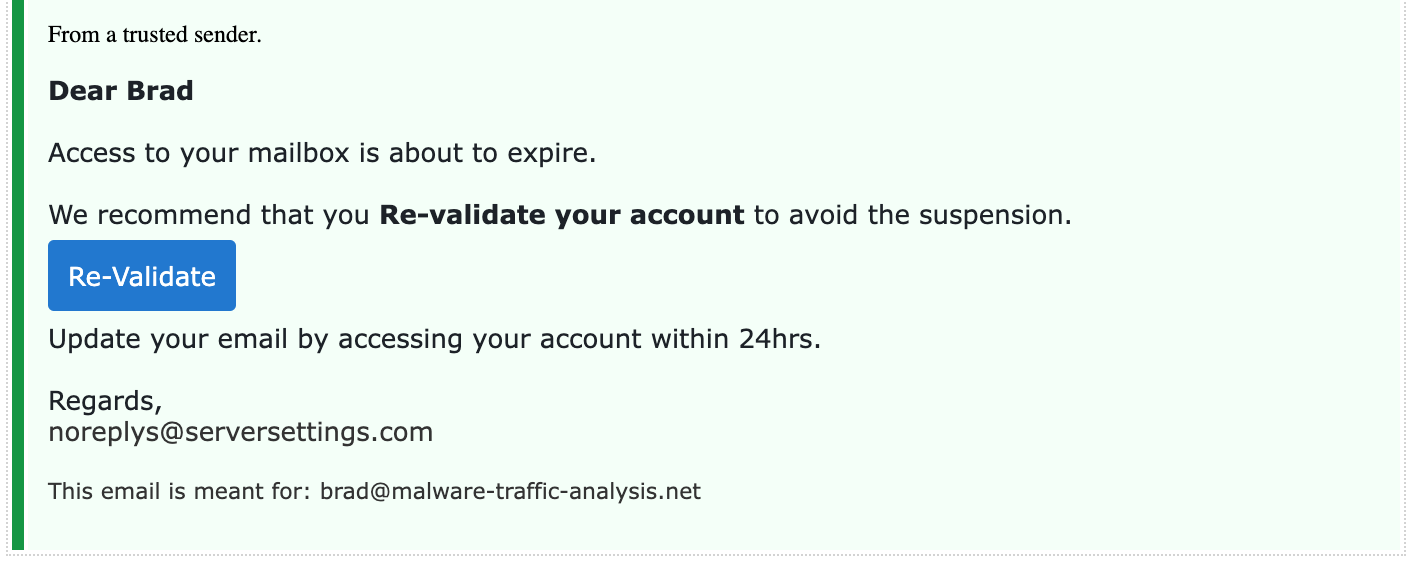 From a trusted sender.
Dear Brad
Access to your mailbox is about to expire.
We recommend that you Re-validate your account to avoid the suspension.
Re-Validate
Update your email by accessing your account within 24hrs.
Regards,
noreplys@serversettings.com
This email is meant for: brad@malware-traffic-analysis.net